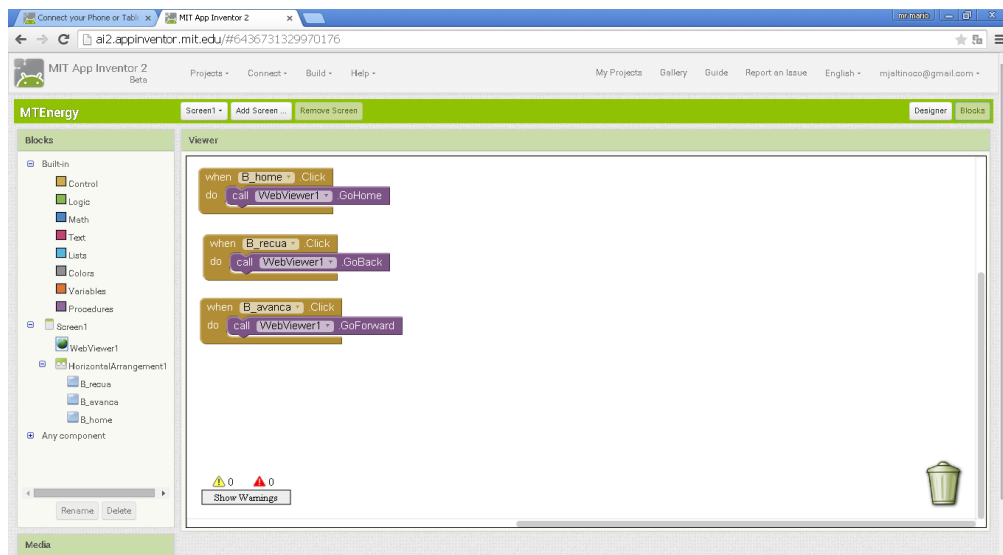 Connect your Phone or Tabl
MIT App Inventor 2
mr.mario
ai2.appinventor.mit.edu/#6436731329970176
MIT App Inventor 2
Beta
Projects
Connect
Build
Help
My Projects
Gallery
Guide
Report an Issue
English
mjaltinoco@gmail.com
MTEnergy
Screen1
Add Screen ...
Remove Screen
Designer
Blocks
Blocks
Viewer
Built-in
Control
Logic
Math
Text
Lists
Colors
Variables
Procedures
Screen1
WebViewer1
HorizontalArrangement1
B_recua
B_avanca
B_home
Any component
Rename
Delete
Media
when B_home .Click
do call WebViewer1 .GoHome
when B_recua .Click
do call WebViewer1 .GoBack
when B_avanca .Click
do call WebViewer1 .GoForward
0 0
Show Warnings